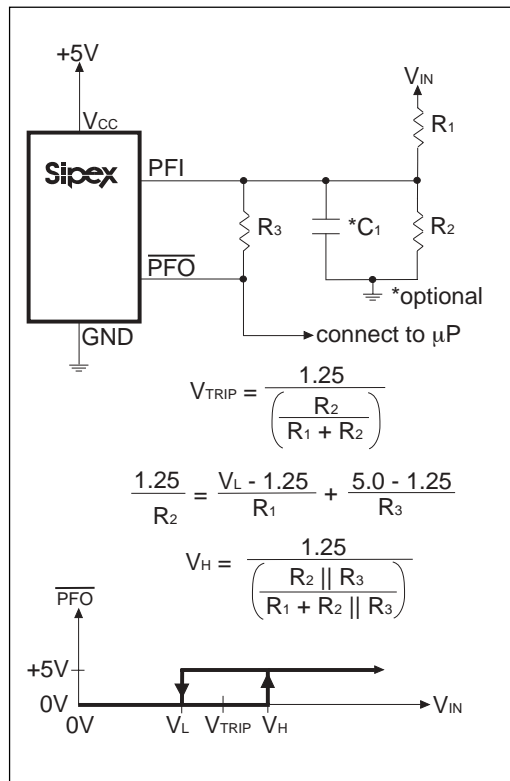 +5V
VIN
VCC
R1
Sipex
PFI
R3
*C1
R2
PFO
*optional
GND
connect to µP
VTRIP = 1.25 / (R2 / (R1 + R2))
1.25 / R2 = (VL - 1.25) / R1 + (5.0 - 1.25) / R3
VH = 1.25 / (R2 || R3 / (R1 + R2 || R3))
PFO
+5V
0V
0V
VL
VTRIP
VH
VIN